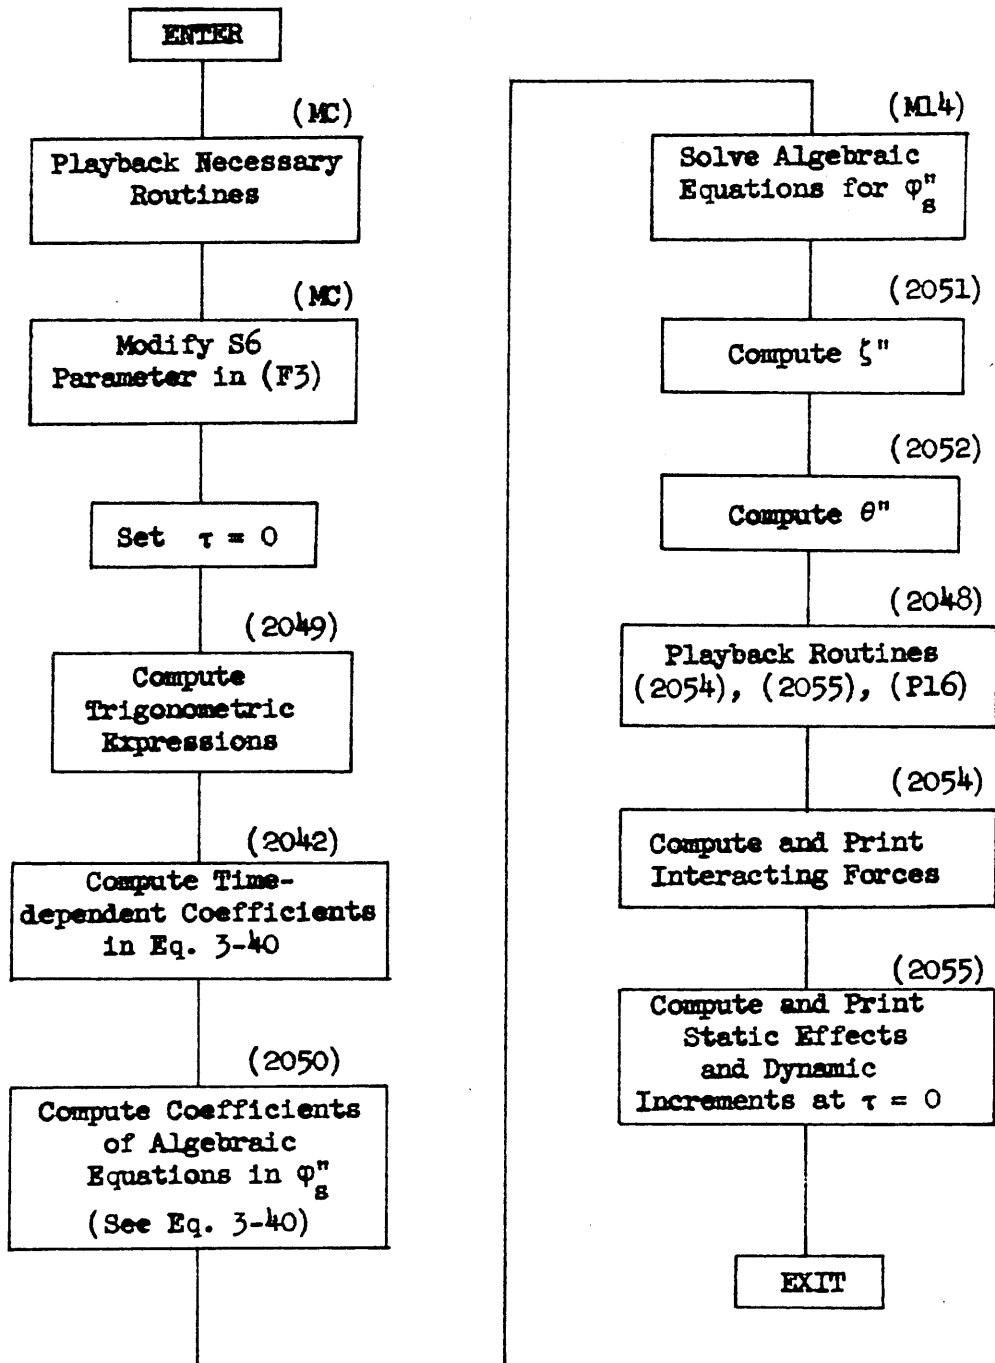 ENTER
(MC)
Playback Necessary
Routines
(MC)
Modify S6
Parameter in (F3)
Set τ = 0
(2049)
Compute
Trigonometric
Expressions
(2042)
Compute Time-
dependent Coefficients
in Eq. 3-40
(2050)
Compute Coefficients
of Algebraic
Equations in φ"s
(See Eq. 3-40)
(M14)
Solve Algebraic
Equations for φ"s
(2051)
Compute ζ"
(2052)
Compute θ"
(2048)
Playback Routines
(2054), (2055), (P16)
(2054)
Compute and Print
Interacting Forces
(2055)
Compute and Print
Static Effects
and Dynamic
Increments at τ = 0
EXIT